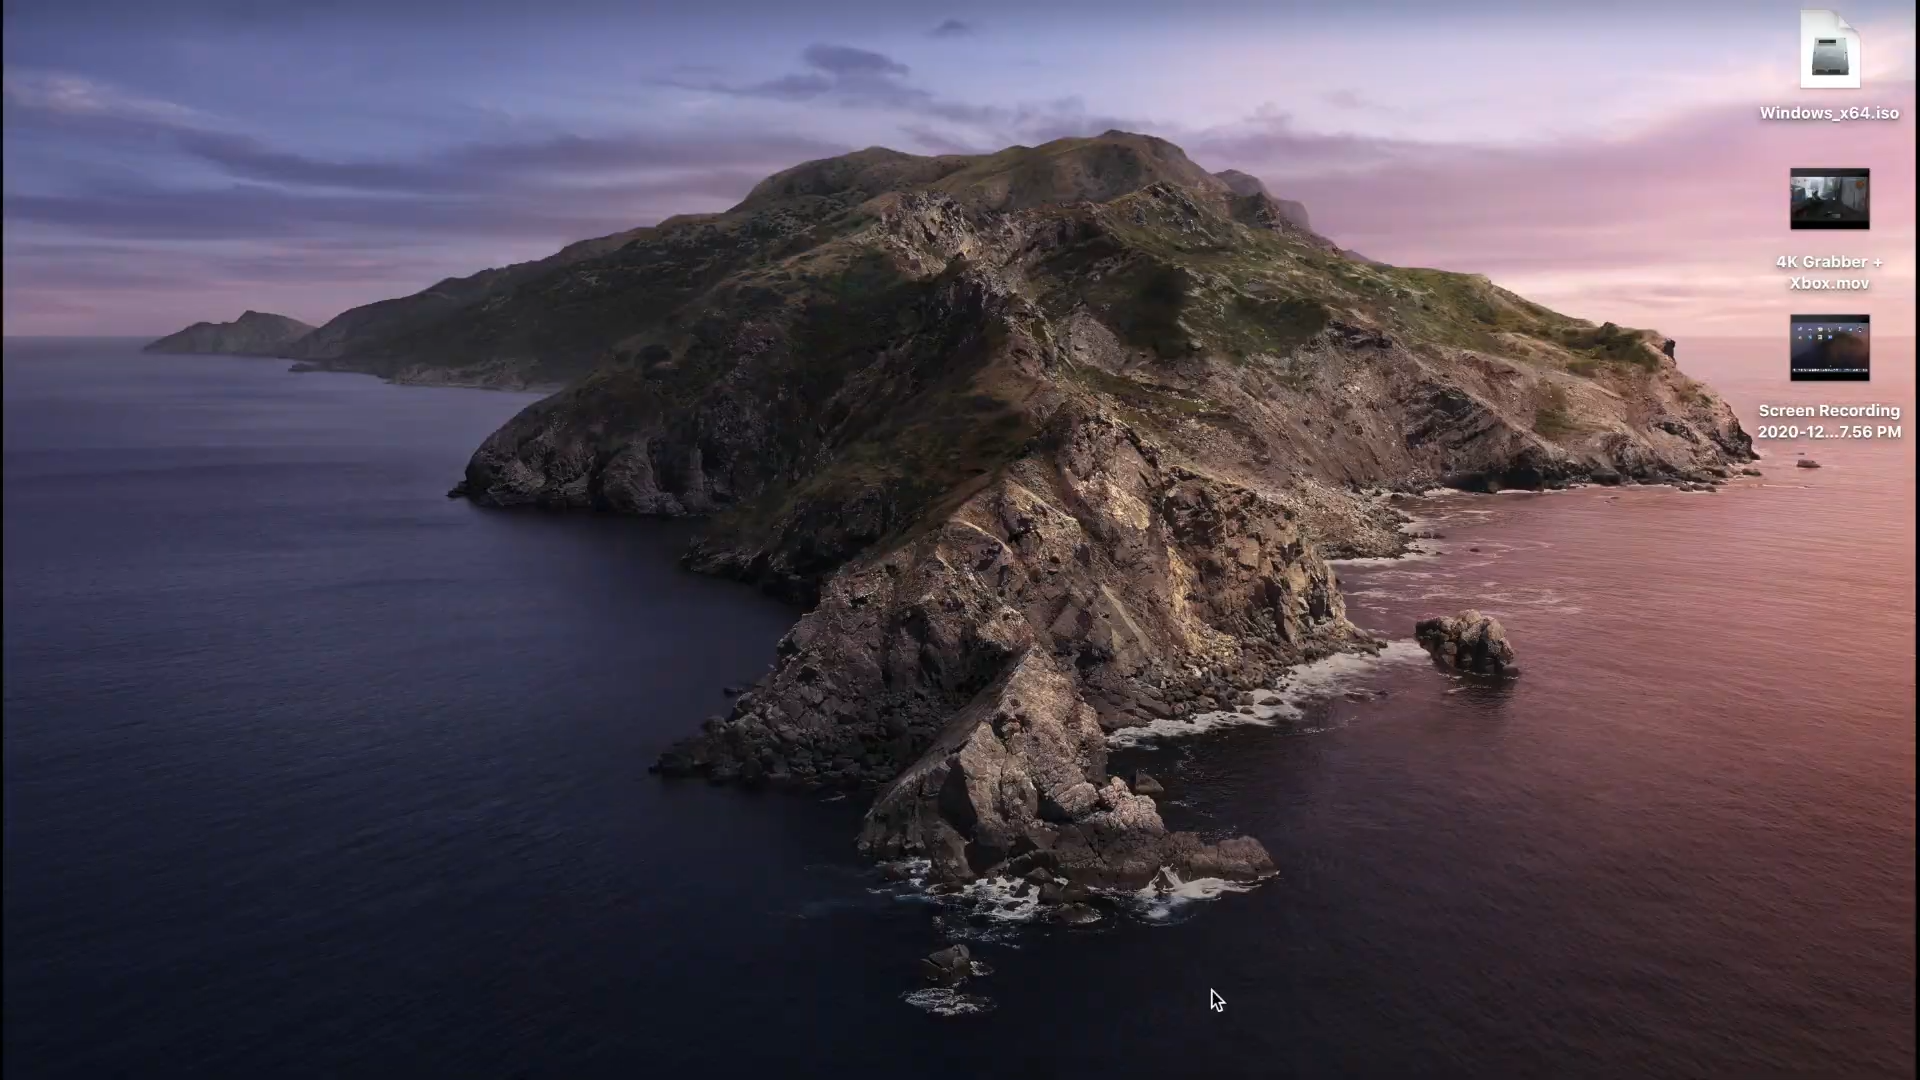 Windows_x64.iso
4K Grabber +
Xbox.mov
Screen Recording
2020-12...7.56 PM